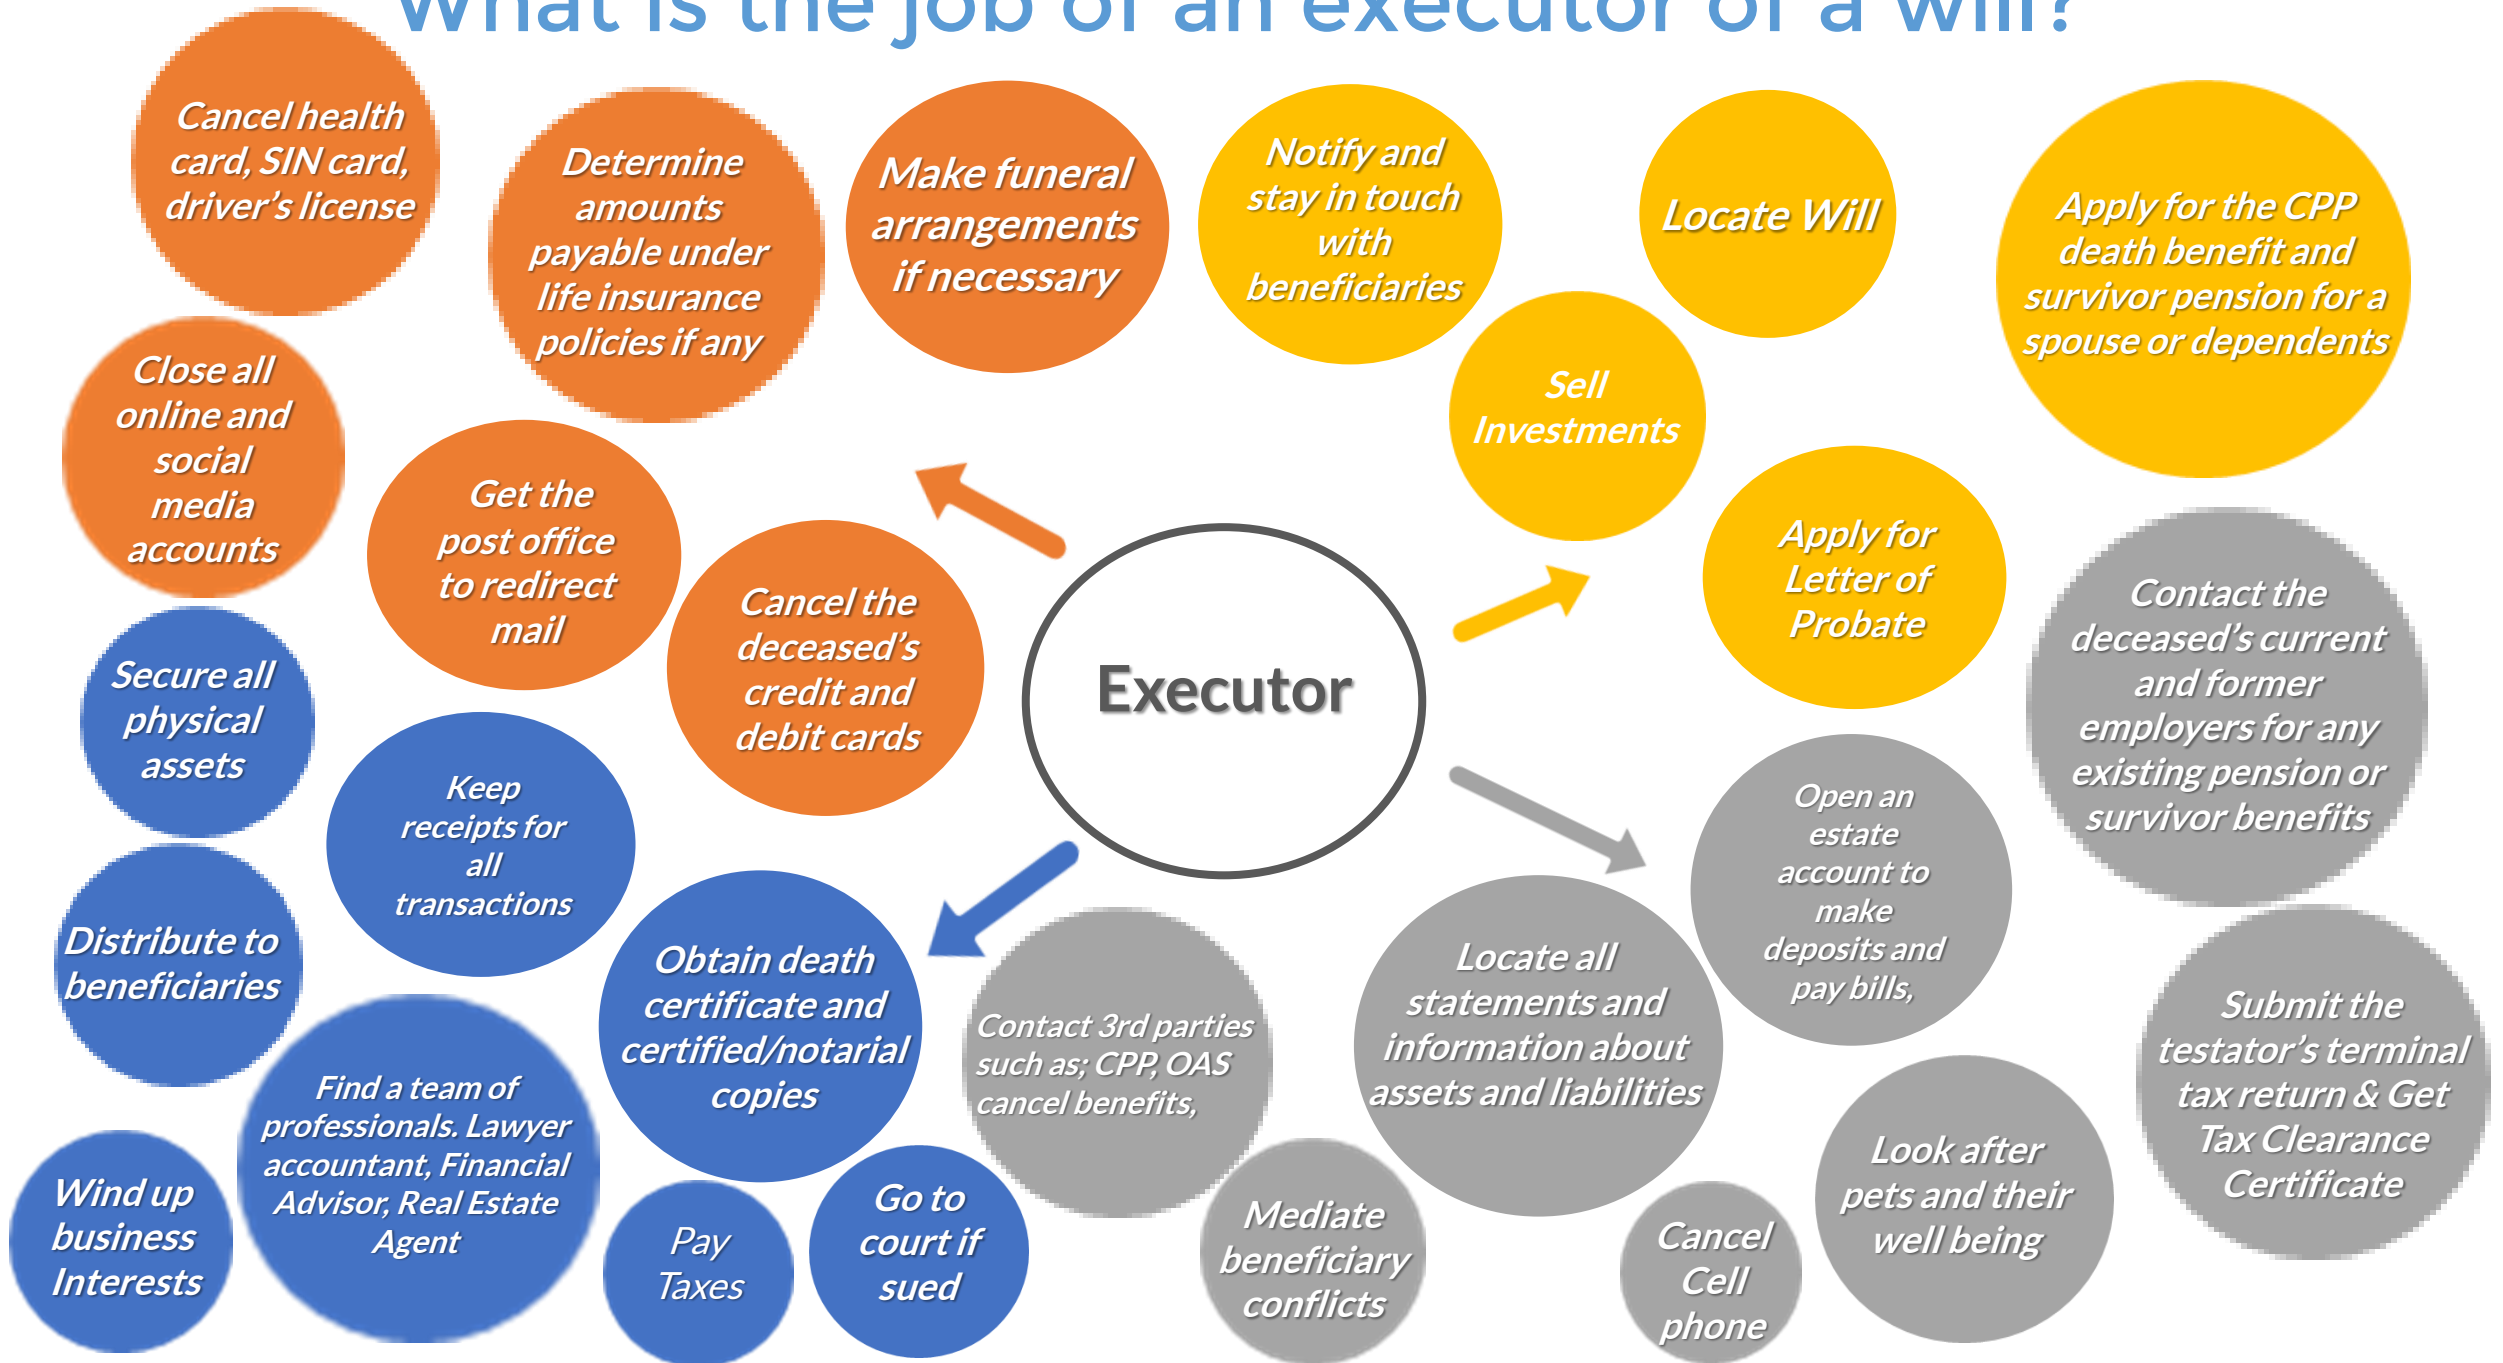 What is the job of an executor of a will?
Cancel health
card, SIN card,
driver's license
Determine
amounts
payable under
life insurance
policies if any
Make funeral
arrangements
if necessary
Notify and
stay in touch
with
beneficiaries
Locate Will
Apply for the CPP
death benefit and
survivor pension for a
spouse or dependents
Close all
online and
social
media
accounts
Get the
post office
to redirect
mail
Cancel the
deceased's
credit and
debit cards
Sell
Investments
Apply for
Letter of
Probate
Executor
Contact the
deceased's current
and former
employers for any
existing pension or
survivor benefits
Secure all
physical
assets
Keep
receipts for
all
transactions
Open an
estate
account to
make
deposits and
pay bills,
Distribute to
beneficiaries
Obtain death
certificate and
certified/notarial
copies
Contact 3rd parties
such as; CPP, OAS
cancel benefits,
Locate all
statements and
information about
assets and liabilities
Submit the
testator's terminal
tax return & Get
Tax Clearance
Certificate
Find a team of
professionals. Lawyer
accountant, Financial
Advisor, Real Estate
Agent
Wind up
business
Interests
Pay
Taxes
Go to
court if
sued
Mediate
beneficiary
conflicts
Cancel
Cell
phone
Look after
pets and their
well being